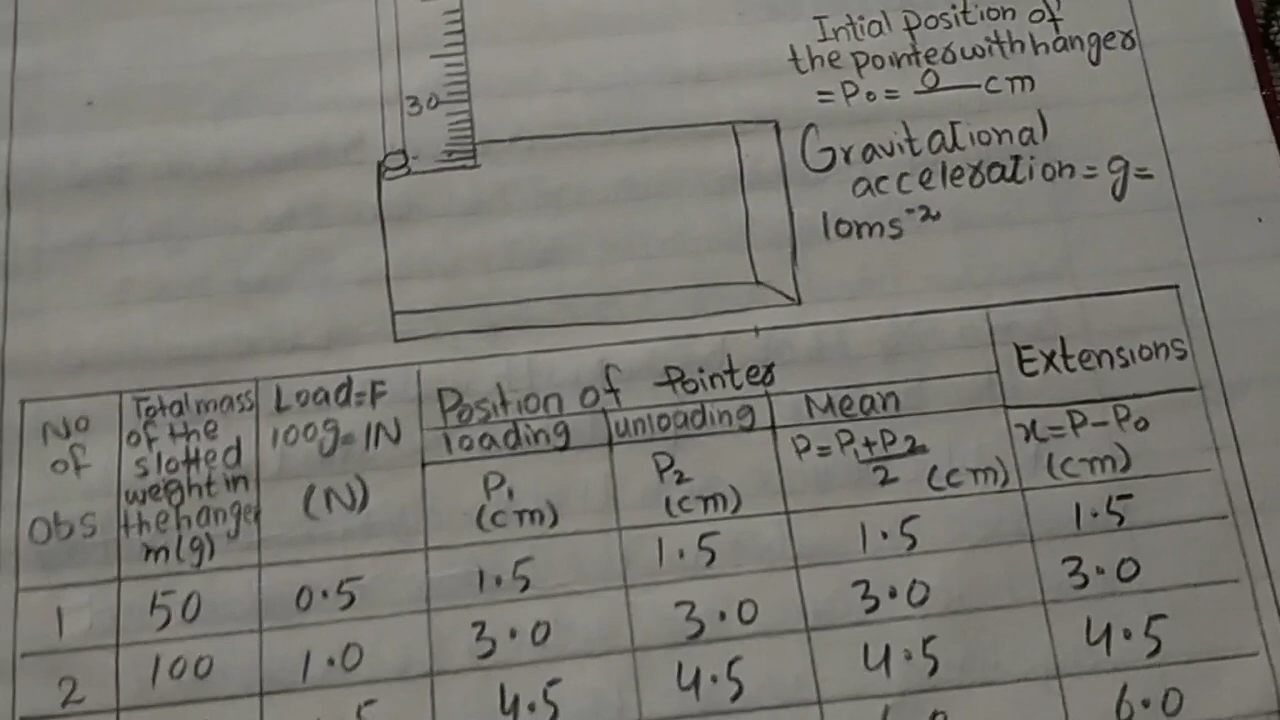 Intial position of
the pointer with hanger
= P₀ = 0 cm
Gravitational
acceleration = g =
10ms⁻²
30
No
of
Obs
Total mass
of the
slotted
weight in
the hanger
m(g)
Load=F
100g=1N
(N)
Position of Pointer
loading
P₁
(cm)
unloading
P₂
(cm)
Mean
P=P₁+P₂/2 (cm)
Extensions
x=P-P₀
(cm)
1 50 0.5 1.5 1.5 1.5 1.5
2 100 1.0 3.0 3.0 3.0 3.0
4.5 4.5 4.5 4.5
6.0